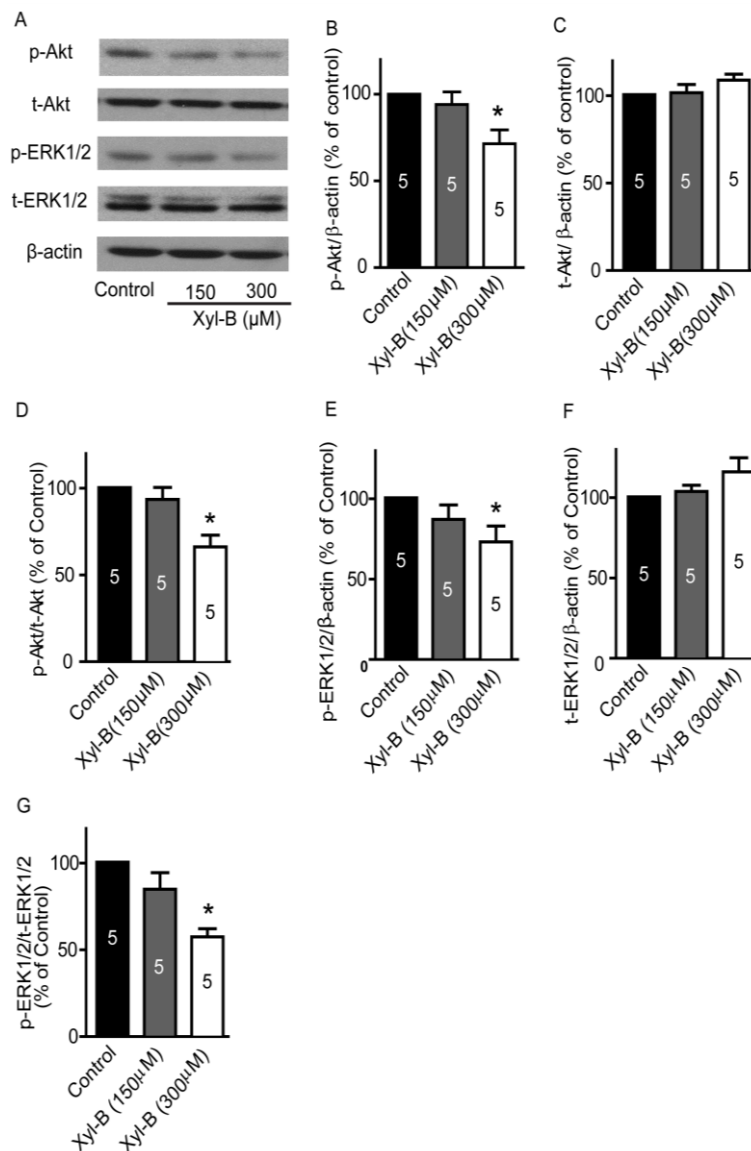 A
p-Akt
t-Akt
p-ERK1/2
t-ERK1/2
β-actin
Control 150 300
Xyl-B (µM)
B
p-Akt/β-actin (% of control)
100
50
0
5
5
*
5
Control
Xyl-B(150µM)
Xyl-B(300µM)
C
t-Akt/ β-actin (% of control)
100
50
0
5
5
5
Control
Xyl-B(150µM)
Xyl-B(300µM)
D
p-Akt/t-Akt (% of Control)
100
50
0
5
5
*
5
Control
Xyl-B(150µM)
Xyl-B(300µM)
E
p-ERK1/2/β-actin (% of Control)
100
50
0
5
5
*
5
Control
Xyl-B (150µM)
Xyl-B (300µM)
F
t-ERK1/2/β-actin (% of Control)
100
50
0
5
5
5
Control
Xyl-B (150µM)
Xyl-B (300µM)
G
p-ERK1/2/t-ERK1/2
(% of Control)
100
50
0
5
5
*
5
Control
Xyl-B (150µM)
Xyl-B (300µM)